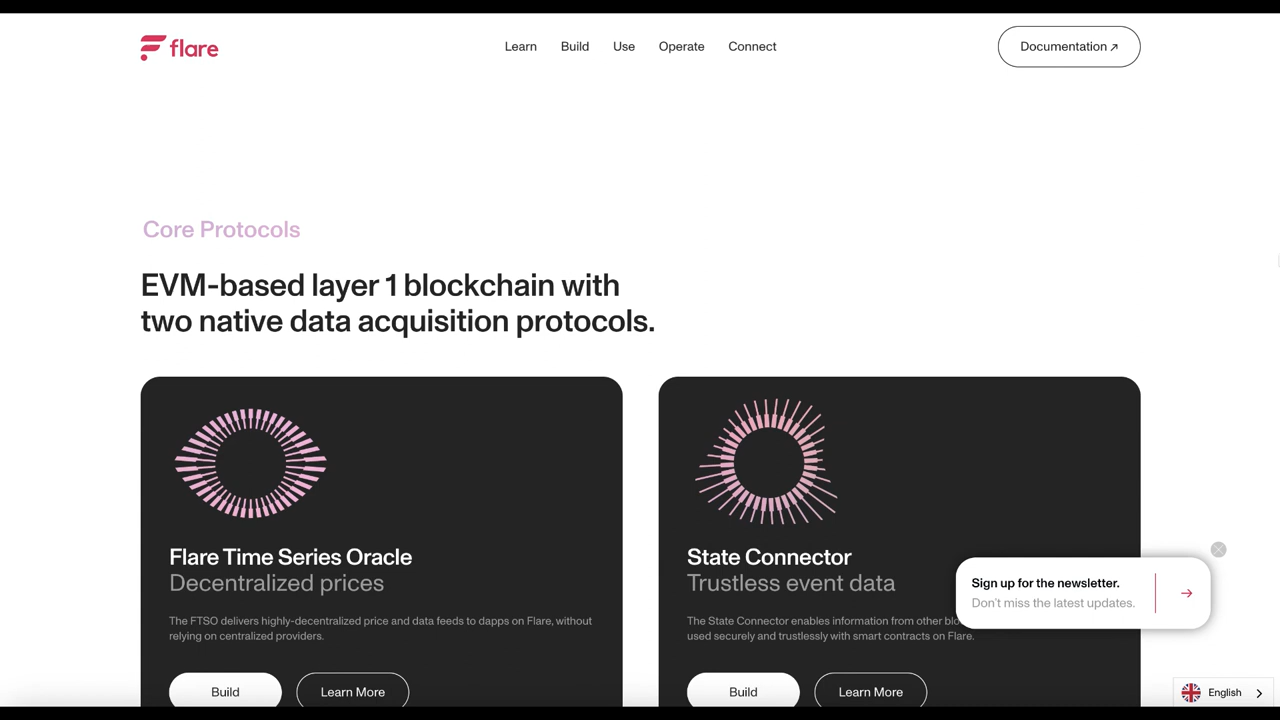 flare
Learn
Build
Use
Operate
Connect
Documentation ↗
Core Protocols
EVM-based layer 1 blockchain with
two native data acquisition protocols.
Flare Time Series Oracle
Decentralized prices
The FTSO delivers highly-decentralized price and data feeds to dapps on Flare, without
relying on centralized providers.
Build
Learn More
State Connector
Trustless event data
The State Connector enables information from other
used securely and trustlessly with smart contracts on Flare.
Build
Learn More
Sign up for the newsletter.
Don't miss the latest updates.
English